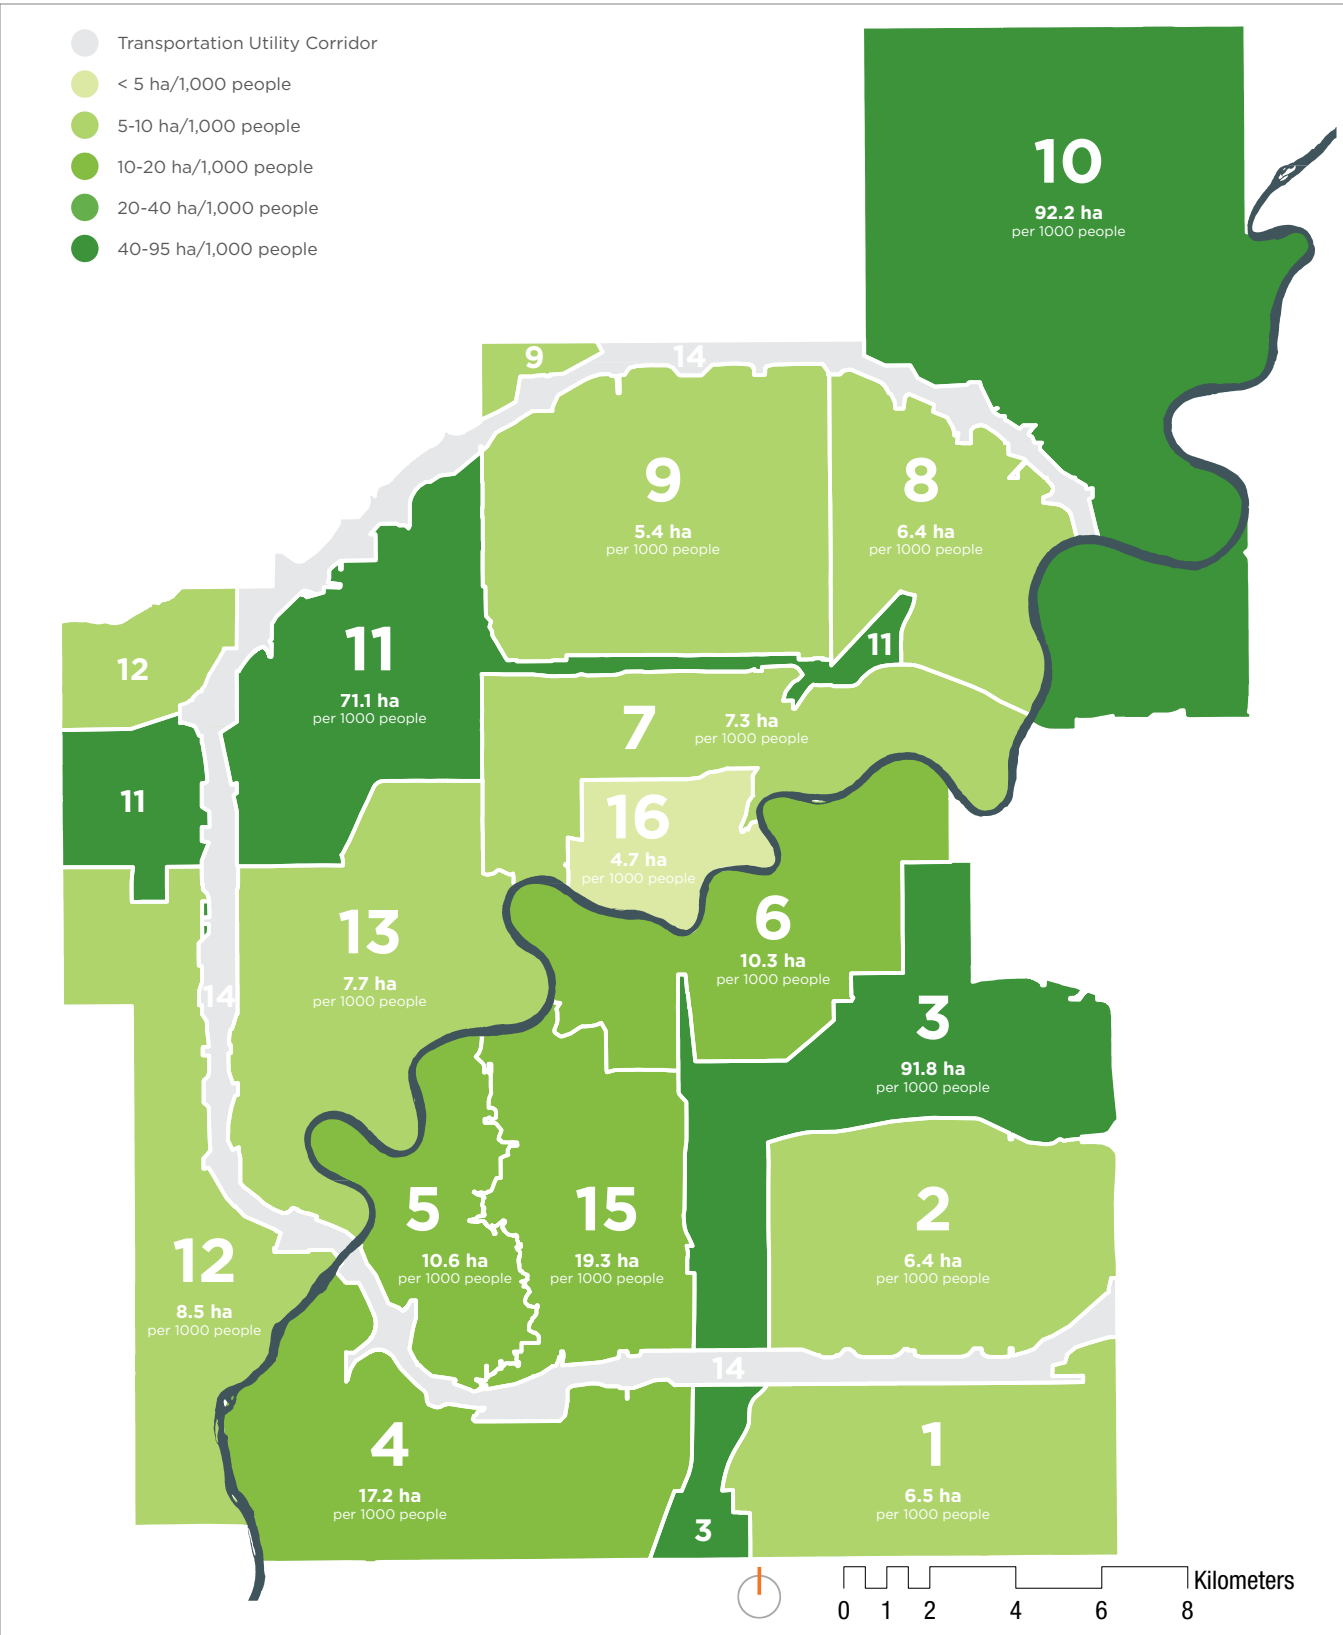 Transportation Utility Corridor
< 5 ha/1,000 people
5-10 ha/1,000 people
10-20 ha/1,000 people
20-40 ha/1,000 people
40-95 ha/1,000 people
10
92.2 ha
per 1000 people
9
14
9
5.4 ha
per 1000 people
8
6.4 ha
per 1000 people
11
11
71.1 ha
per 1000 people
12
11
7
7.3 ha
per 1000 people
16
4.7 ha
per 1000 people
6
10.3 ha
per 1000 people
13
7.7 ha
per 1000 people
14
3
91.8 ha
per 1000 people
5
10.6 ha
per 1000 people
15
19.3 ha
per 1000 people
2
6.4 ha
per 1000 people
12
8.5 ha
per 1000 people
14
4
17.2 ha
per 1000 people
1
6.5 ha
per 1000 people
3
Kilometers
0 1 2 4 6 8